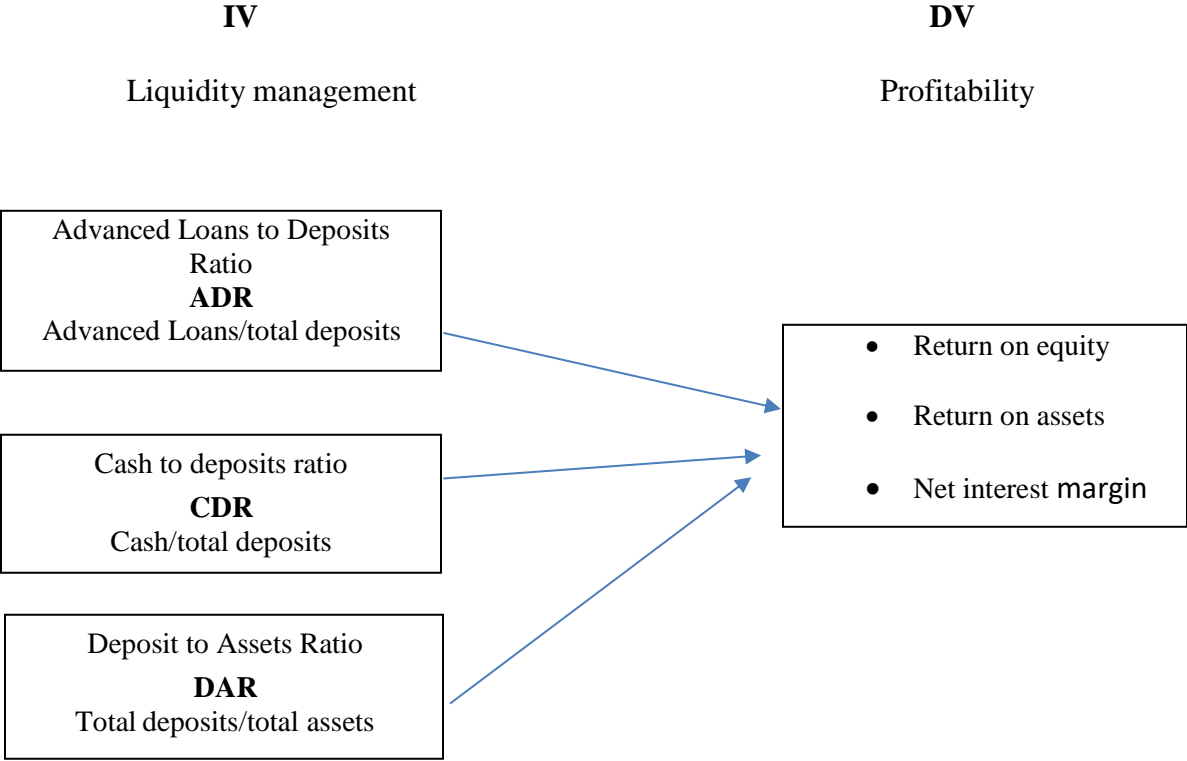 IV
DV
Liquidity management
Profitability
Advanced Loans to Deposits
Ratio
ADR
Advanced Loans/total deposits
Cash to deposits ratio
CDR
Cash/total deposits
Deposit to Assets Ratio
DAR
Total deposits/total assets
• Return on equity
• Return on assets
• Net interest margin